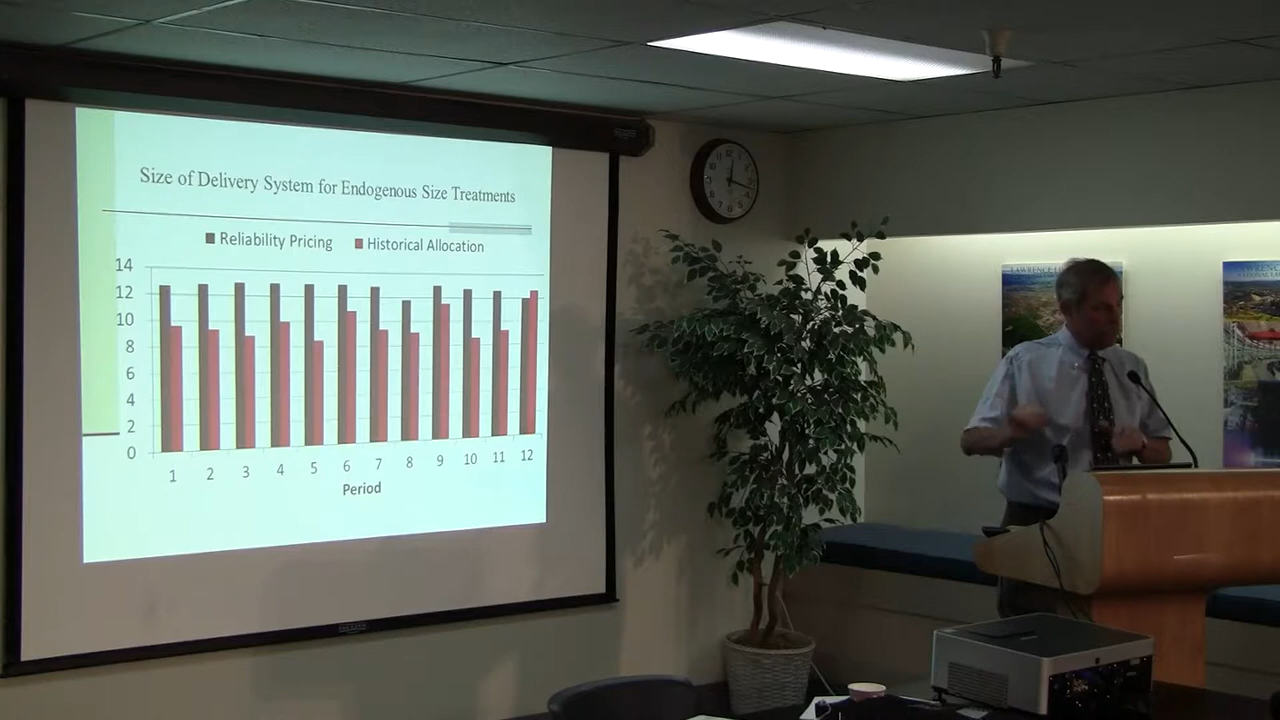 Size of Delivery System for Endogenous Size Treatments
Reliability Pricing Historical Allocation
14
12
10
8
6
4
2
0
1 2 3 4 5 6 7 8 9 10 11 12
Period